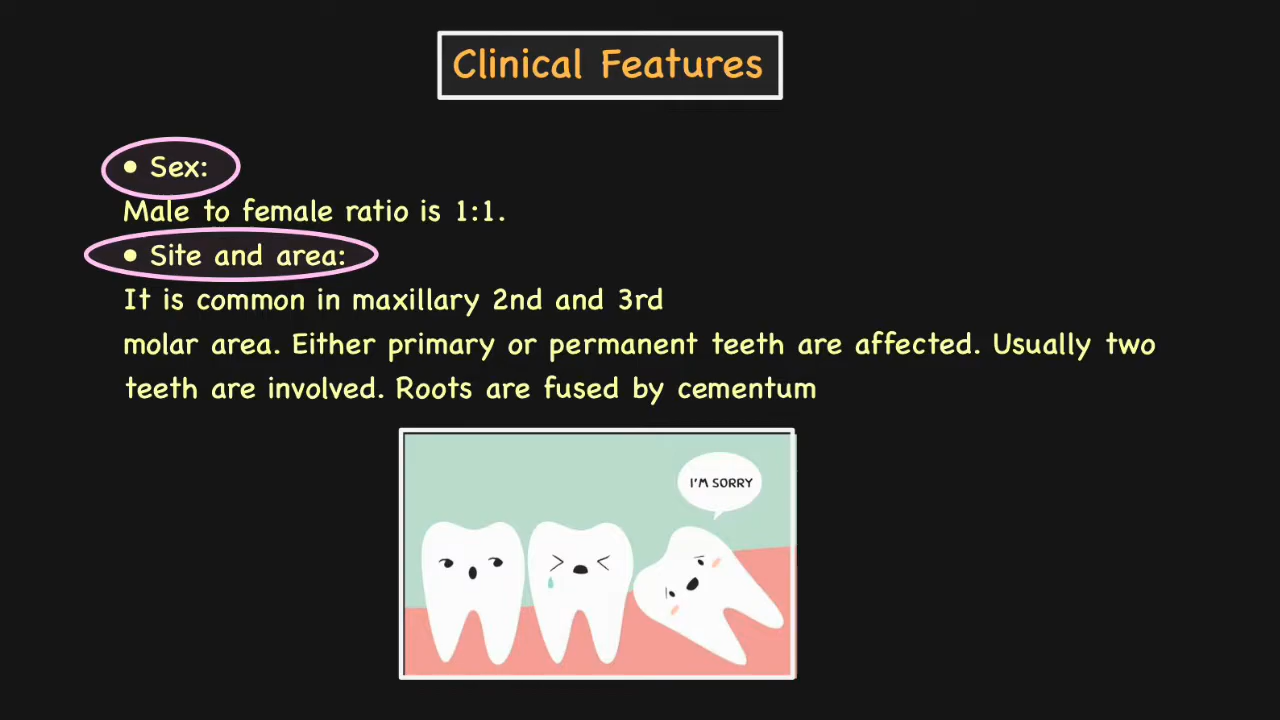 Clinical Features
• Sex:
Male to female ratio is 1:1.
• Site and area:
It is common in maxillary 2nd and 3rd
molar area. Either primary or permanent teeth are affected. Usually two
teeth are involved. Roots are fused by cementum
I'M SORRY